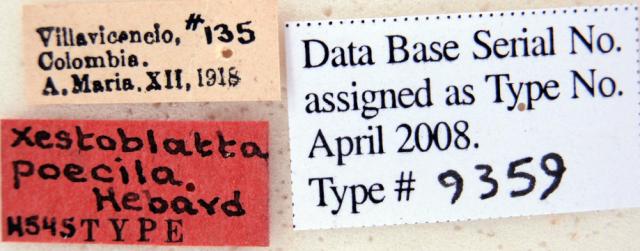 Villavicencio, #135
Colombia.
A. Maria, XII, 1918
Xestoblatta
poecila.
Hebard
H545 TYPE
Data Base Serial No.
assigned as Type No.
April 2008.
Type # 9359